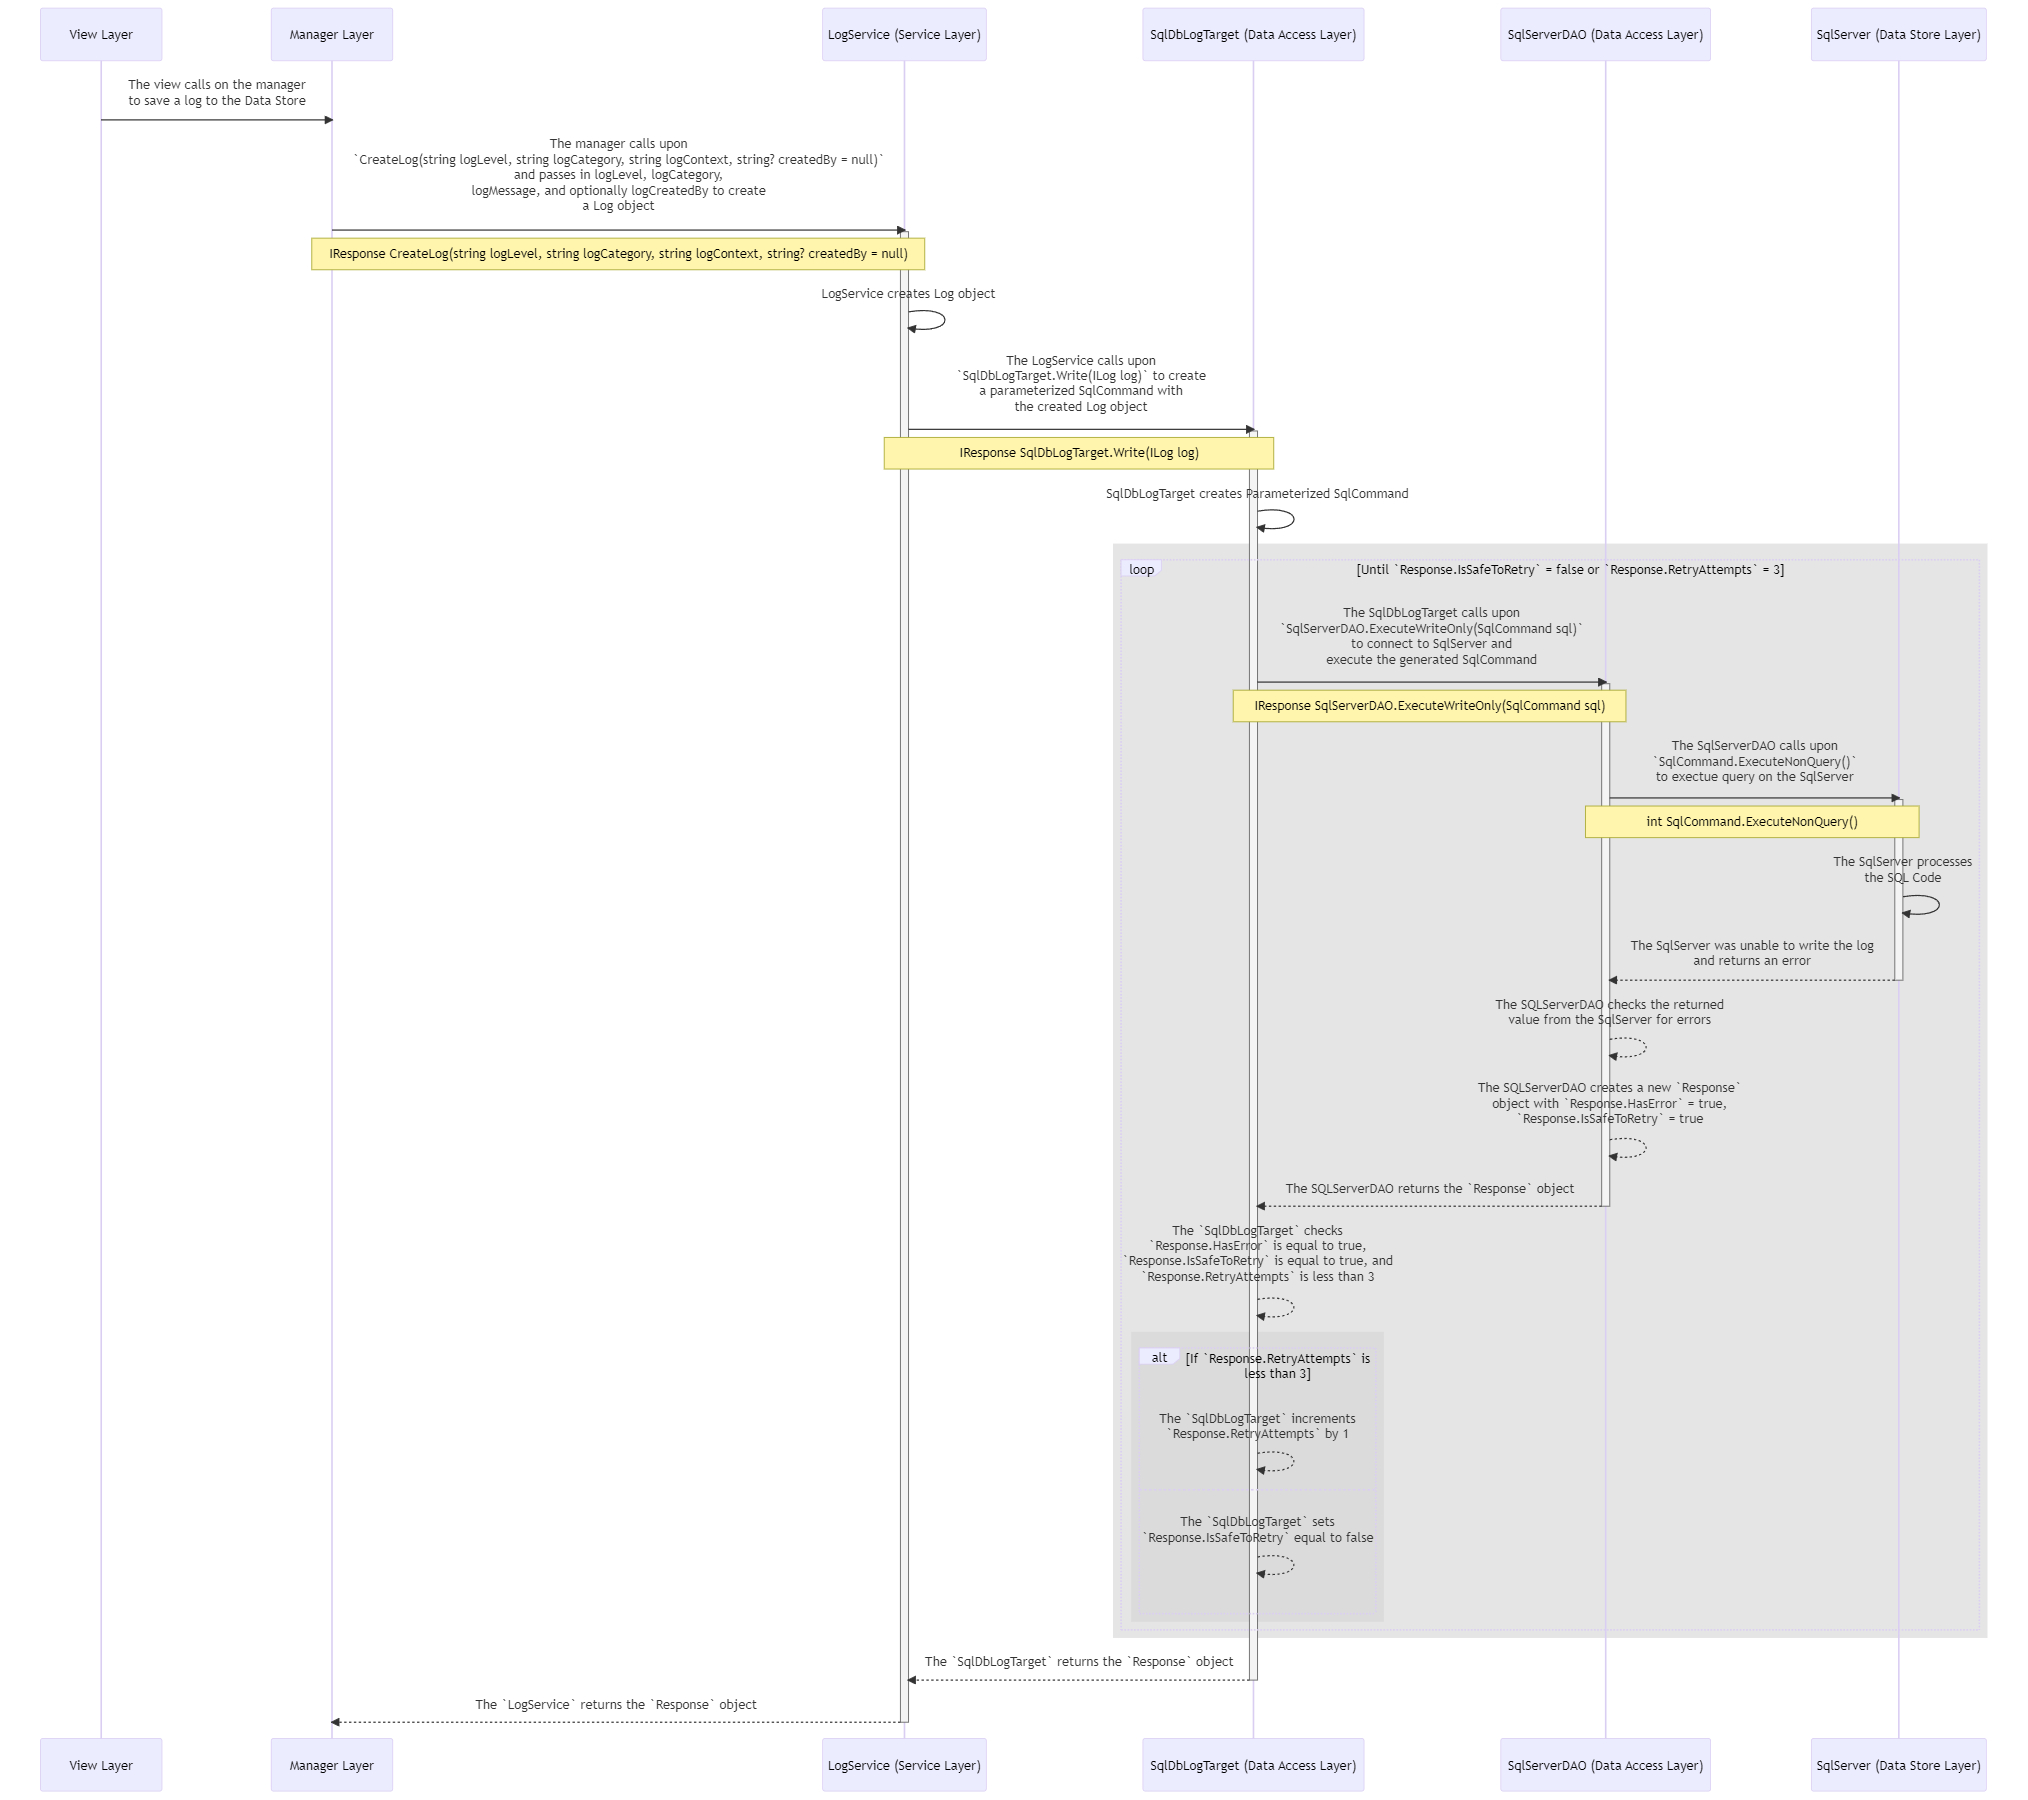 View Layer
Manager Layer
LogService (Service Layer)
SqlDbLogTarget (Data Access Layer)
SqlServerDAO (Data Access Layer)
SqlServer (Data Store Layer)
The view calls on the manager
to save a log to the Data Store
The manager calls upon
`CreateLog(string logLevel, string logCategory, string logContext, string? createdBy = null)`
and passes in logLevel, logCategory,
logMessage, and optionally logCreatedBy to create
a Log object
IResponse CreateLog(string logLevel, string logCategory, string logContext, string? createdBy = null)
LogService creates Log object
The LogService calls upon
`SqlDbLogTarget.Write(ILog log)` to create
a parameterized SqlCommand with
the created Log object
IResponse SqlDbLogTarget.Write(ILog log)
SqlDbLogTarget creates Parameterized SqlCommand
loop
[Until `Response.IsSafeToRetry` = false or `Response.RetryAttempts` = 3]
The SqlDbLogTarget calls upon
`SqlServerDAO.ExecuteWriteOnly(SqlCommand sql)`
to connect to SqlServer and
execute the generated SqlCommand
IResponse SqlServerDAO.ExecuteWriteOnly(SqlCommand sql)
The SqlServerDAO calls upon
`SqlCommand.ExecuteNonQuery()`
to exectue query on the SqlServer
int SqlCommand.ExecuteNonQuery()
The SqlServer processes
the SQL Code
The SqlServer was unable to write the log
and returns an error
The SQLServerDAO checks the returned
value from the SqlServer for errors
The SQLServerDAO creates a new `Response`
object with `Response.HasError` = true,
`Response.IsSafeToRetry` = true
The SQLServerDAO returns the `Response` object
The `SqlDbLogTarget` checks
`Response.HasError` is equal to true,
`Response.IsSafeToRetry` is equal to true, and
`Response.RetryAttempts` is less than 3
alt
[If `Response.RetryAttempts` is
less than 3]
The `SqlDbLogTarget` increments
`Response.RetryAttempts` by 1
The `SqlDbLogTarget` sets
`Response.IsSafeToRetry` equal to false
The `SqlDbLogTarget` returns the `Response` object
The `LogService` returns the `Response` object
View Layer
Manager Layer
LogService (Service Layer)
SqlDbLogTarget (Data Access Layer)
SqlServerDAO (Data Access Layer)
SqlServer (Data Store Layer)